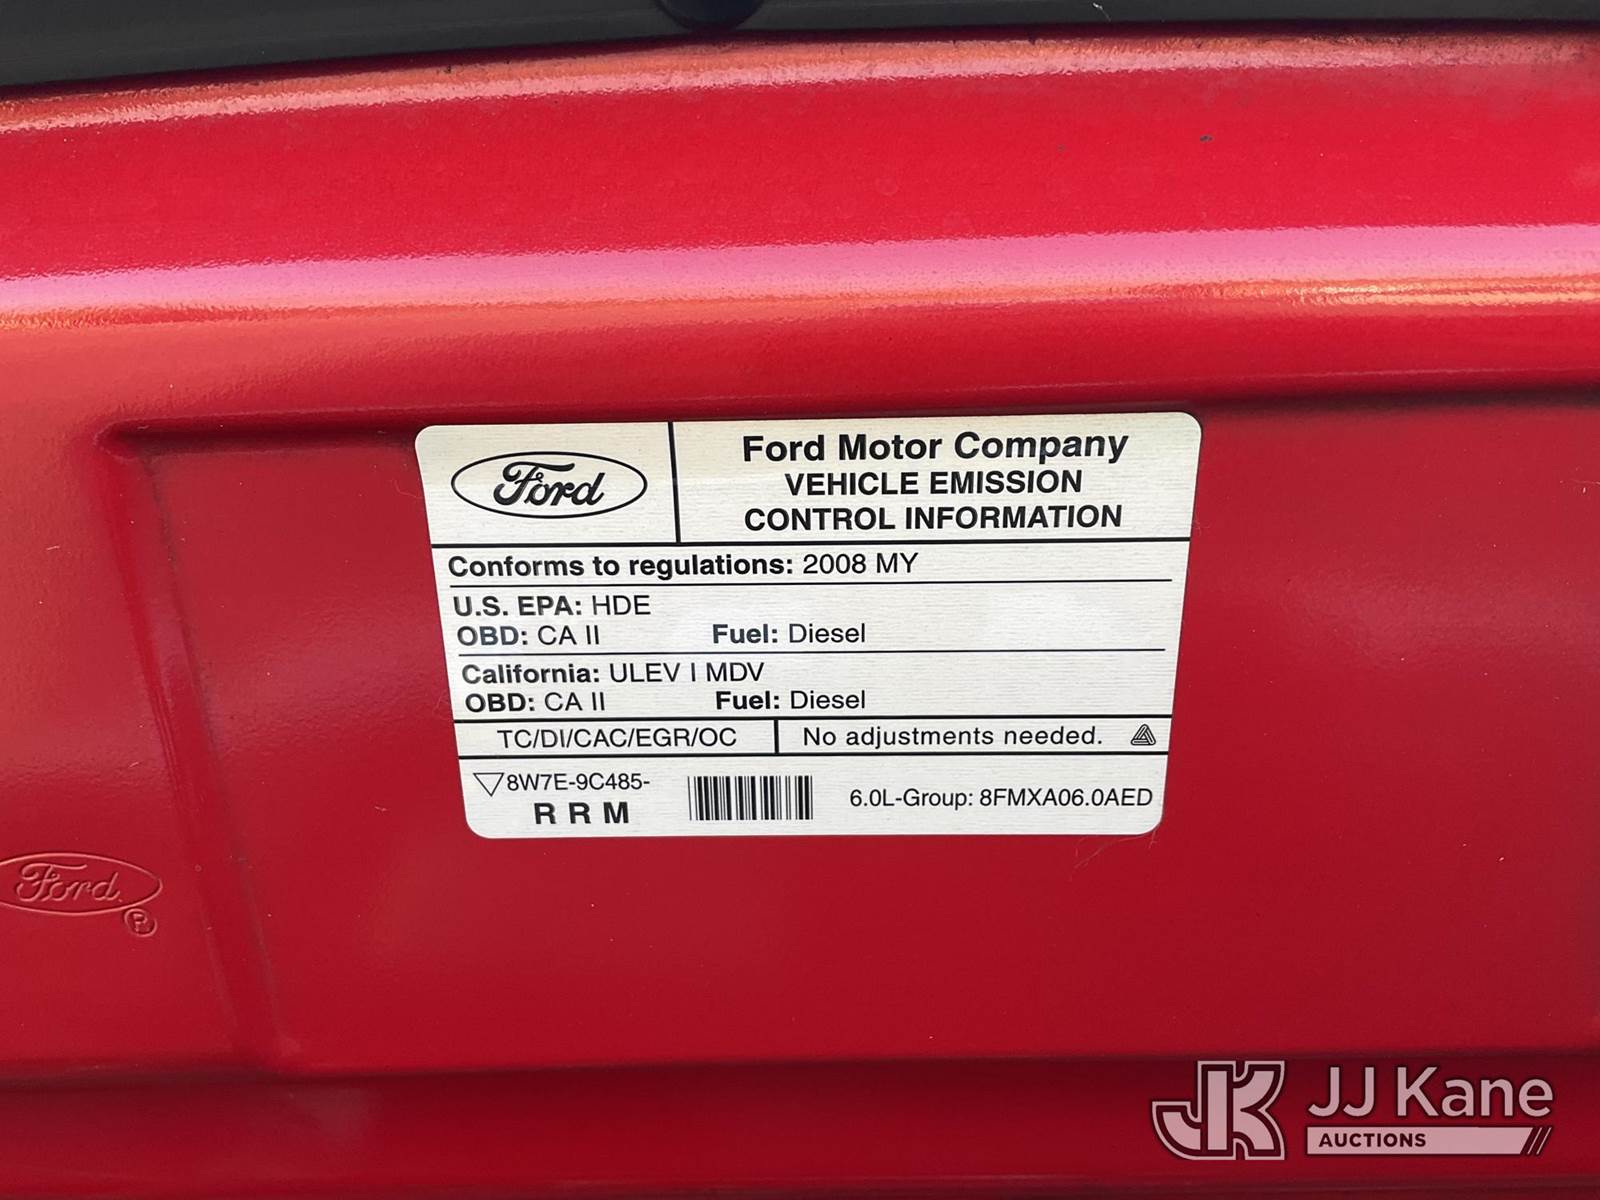 Ford
Ford Motor Company
VEHICLE EMISSION
CONTROL INFORMATION
Conforms to regulations: 2008 MY
U.S. EPA: HDE
OBD: CA II Fuel: Diesel
California: ULEV I MDV
OBD: CA II Fuel: Diesel
TC/DI/CAC/EGR/OC No adjustments needed.
8W7E-9C485-
R R M
6.0L-Group: 8FMXA06.0AED
Ford ®
JK JJ Kane
AUCTIONS